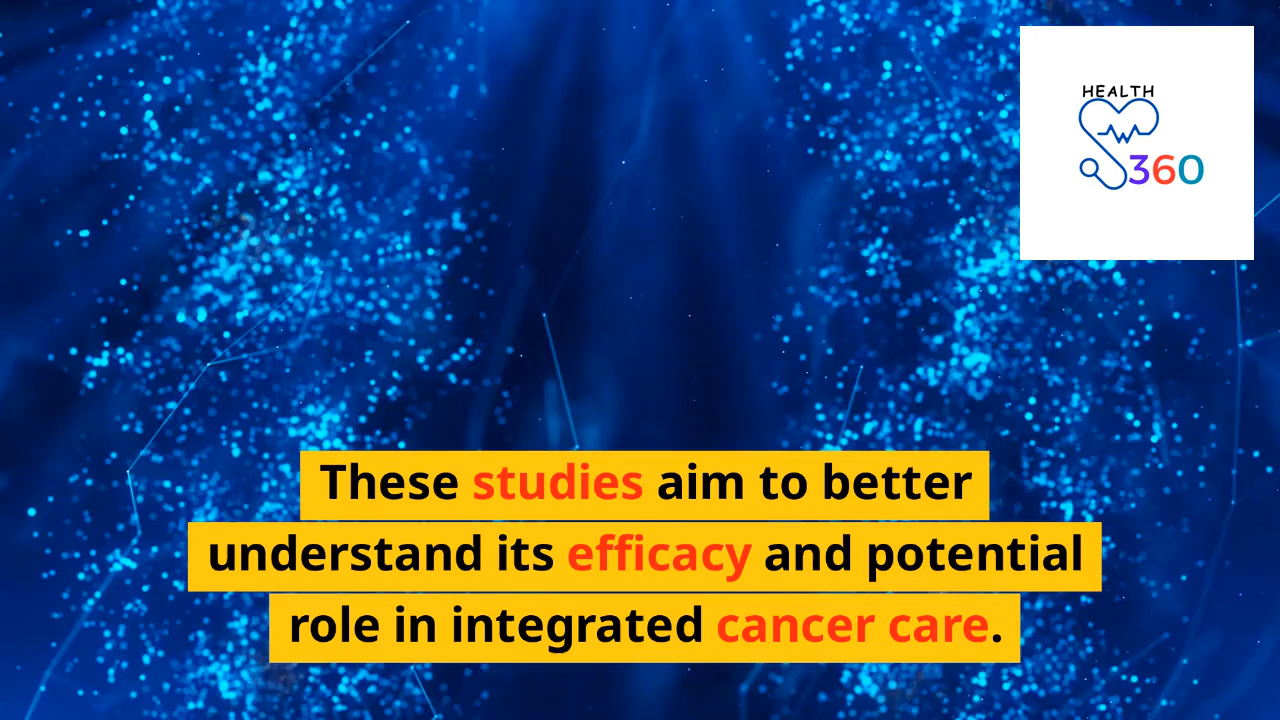 HEALTH
360
These studies aim to better
understand its efficacy and potential
role in integrated cancer care.